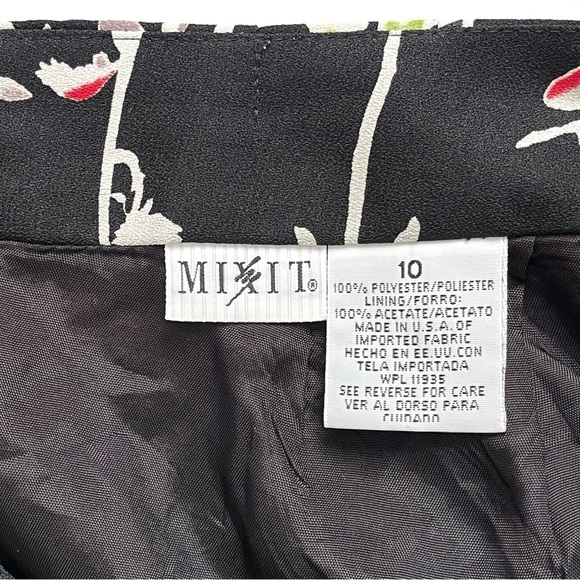 MIXIT®
10
100% POLYESTER/POLIESTER
LINING/FORRO:
100% ACETATE/ACETATO
MADE IN U.S.A. OF
IMPORTED FABRIC
HECHO EN EE.UU.CON
TELA IMPORTADA
WPL 11935
SEE REVERSE FOR CARE
VER AL DORSO PARA
CUIDADO